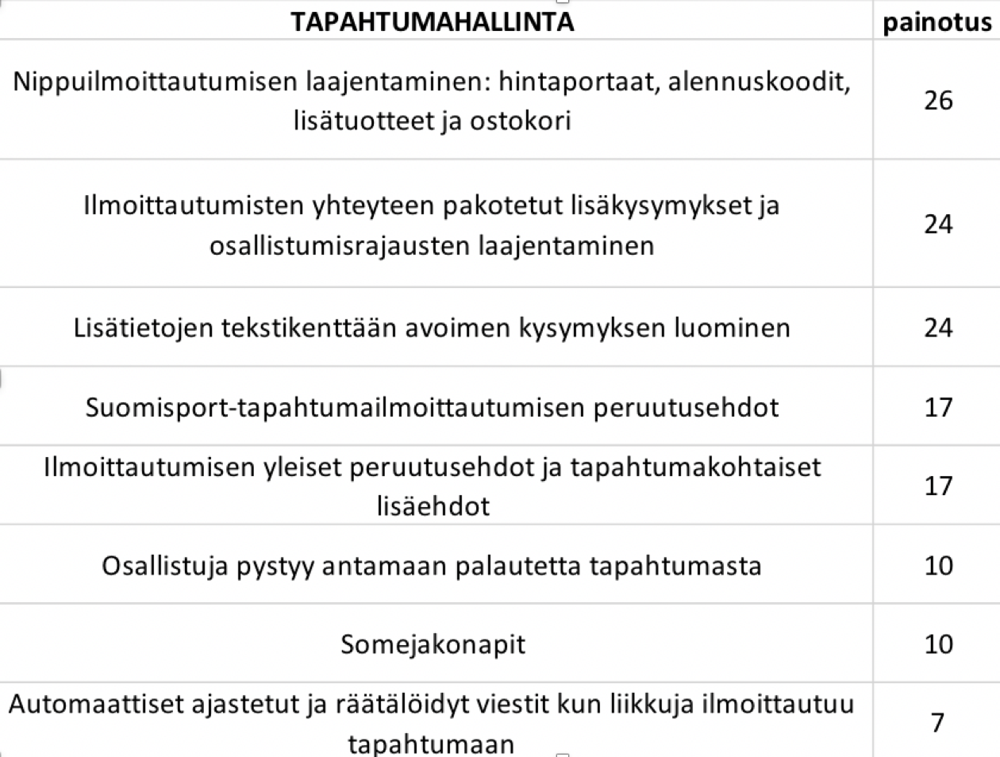 TAPAHTUMAHALLINTA painotus
Nippuilmoittautumisen laajentaminen: hintaportaat, alennuskoodit,
lisätuotteet ja ostokori
26
Ilmoittautumisten yhteyteen pakotetut lisäkysymykset ja
osallistumisrajausten laajentaminen
24
Lisätietojen tekstikenttään avoimen kysymyksen luominen
24
Suomisport-tapahtumailmoittautumisen peruutusehdot
17
Ilmoittautumisen yleiset peruutusehdot ja tapahtumakohtaiset
lisäehdot
17
Osallistuja pystyy antamaan palautetta tapahtumasta
10
Somejakonapit
10
Automaattiset ajastetut ja räätälöidyt viestit kun liikkuja ilmoittautuu
tapahtumaan
7